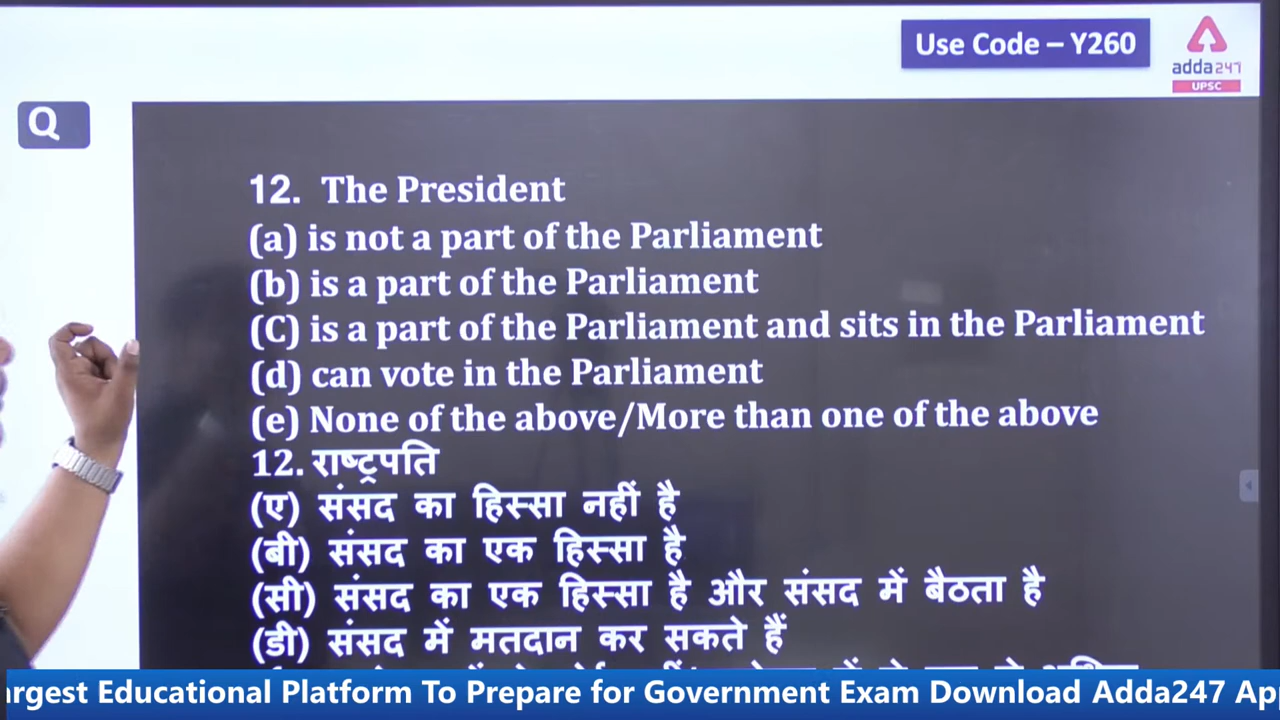 Use Code – Y260
adda247
UPSC
Q
12. The President
(a) is not a part of the Parliament
(b) is a part of the Parliament
(C) is a part of the Parliament and sits in the Parliament
(d) can vote in the Parliament
(e) None of the above/More than one of the above
12. राष्ट्रपति
(ए) संसद का हिस्सा नहीं है
(बी) संसद का एक हिस्सा है
(सी) संसद का एक हिस्सा है और संसद में बैठता है
(डी) संसद में मतदान कर सकते हैं
Educational Platform To Prepare for Government Exam Download Adda247